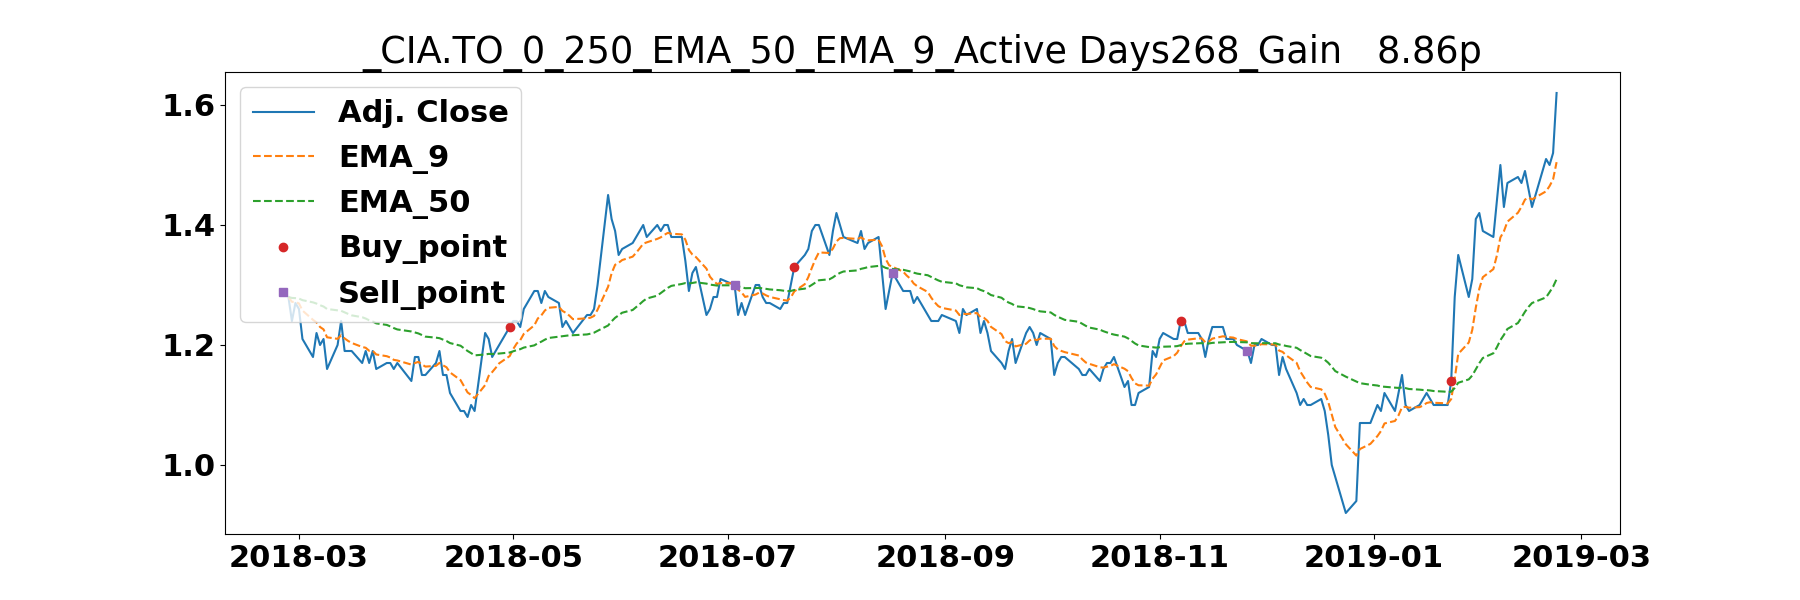 _CIA.TO_0_250_EMA_50_EMA_9_Active Days268_Gain   8.86p
1.6
1.4
1.2
1.0
Adj. Close
EMA_9
EMA_50
Buy_point
Sell_point
2018-03 2018-05 2018-07 2018-09 2018-11 2019-01 2019-03